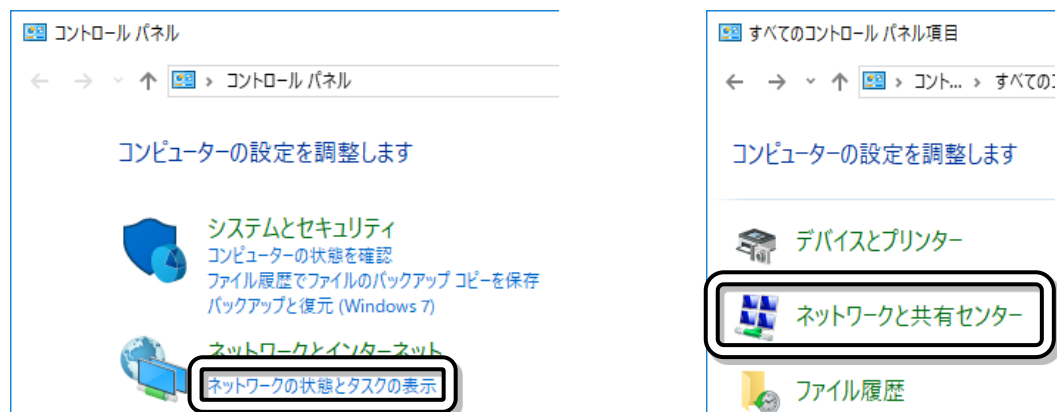 コントロール パネル
コントロール パネル
コンピューターの設定を調整します
システムとセキュリティ
コンピューターの状態を確認
ファイル履歴でファイルのバックアップ コピーを保存
バックアップと復元 (Windows 7)
ネットワークとインターネット
ネットワークの状態とタスクの表示
すべてのコントロール パネル項目
コント... › すべての
コンピューターの設定を調整します
デバイスとプリンター
ネットワークと共有センター
ファイル履歴